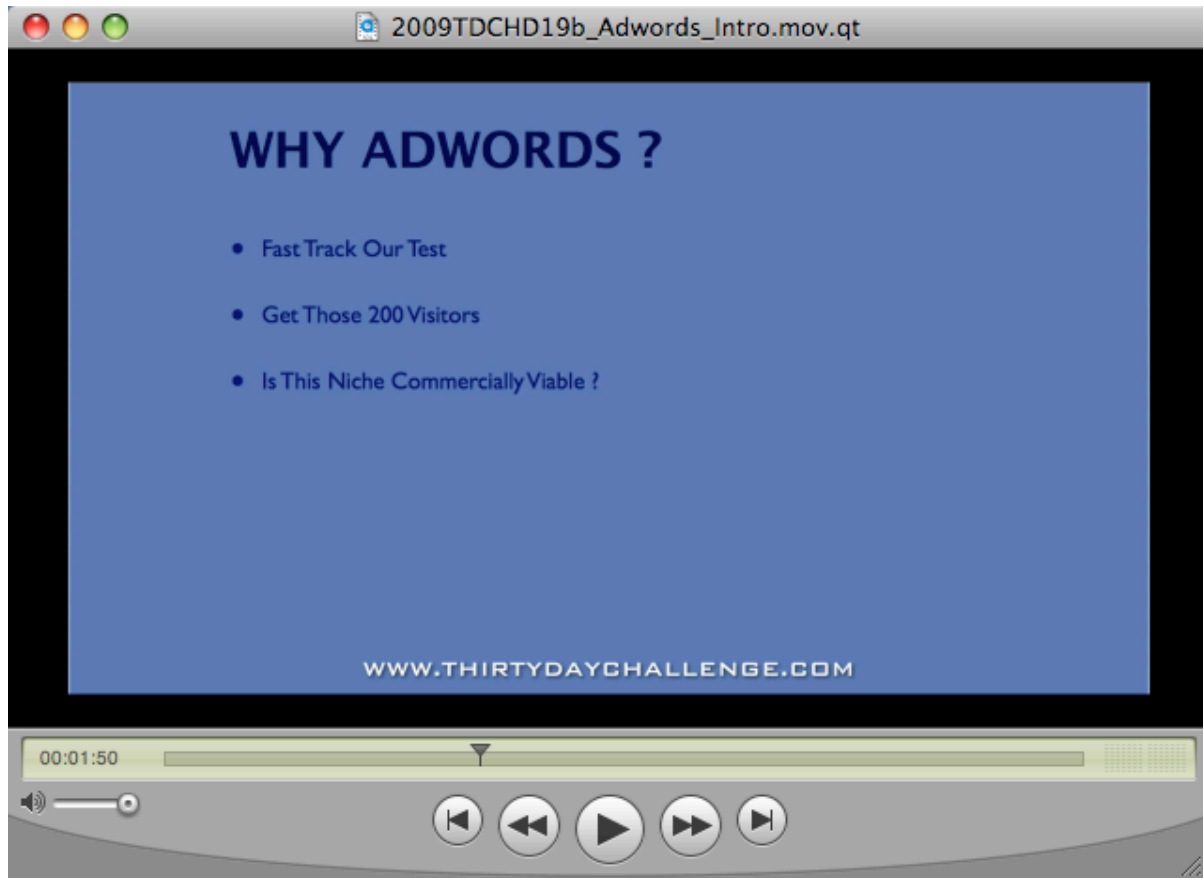 2009TDCHD19b_Adwords_Intro.mov.qt
WHY ADWORDS ?
• Fast Track Our Test
• Get Those 200 Visitors
• Is This Niche Commercially Viable ?
WWW.THIRTYDAYCHALLENGE.COM
00:01:50